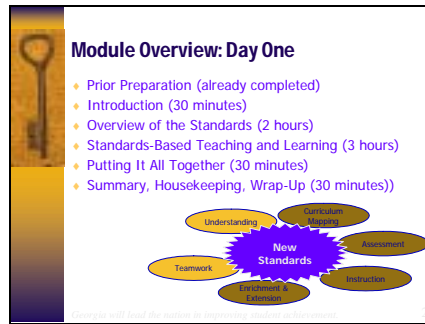 Module Overview: Day One
Prior Preparation (already completed)
Introduction (30 minutes)
Overview of the Standards (2 hours)
Standards-Based Teaching and Learning (3 hours)
Putting It All Together (30 minutes)
Summary, Housekeeping, Wrap-Up (30 minutes))
Curriculum
Mapping
Understanding
Assessment
New
Standards
Teamwork
Instruction
Enrichment &
Extension
Georgia will lead the nation in improving student achievement.
2